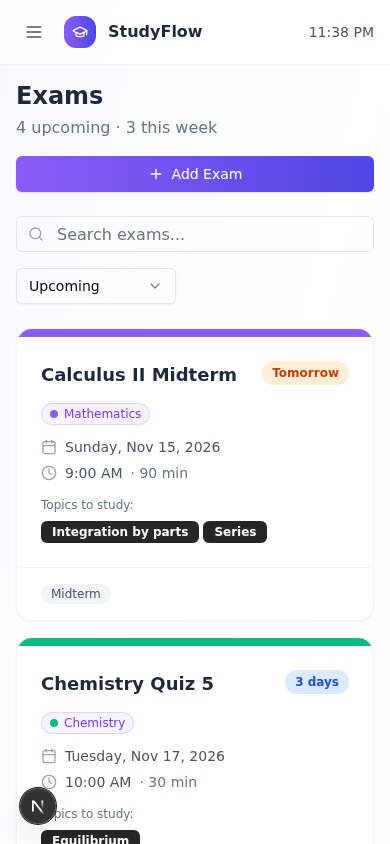 StudyFlow
11:38 PM
Exams
4 upcoming · 3 this week
+ Add Exam
Search exams...
Upcoming
Calculus II Midterm
Tomorrow
Mathematics
Sunday, Nov 15, 2026
9:00 AM · 90 min
Topics to study:
Integration by parts
Series
Midterm
Chemistry Quiz 5
3 days
Chemistry
Tuesday, Nov 17, 2026
10:00 AM · 30 min
N
pics to study:
Equilibrium